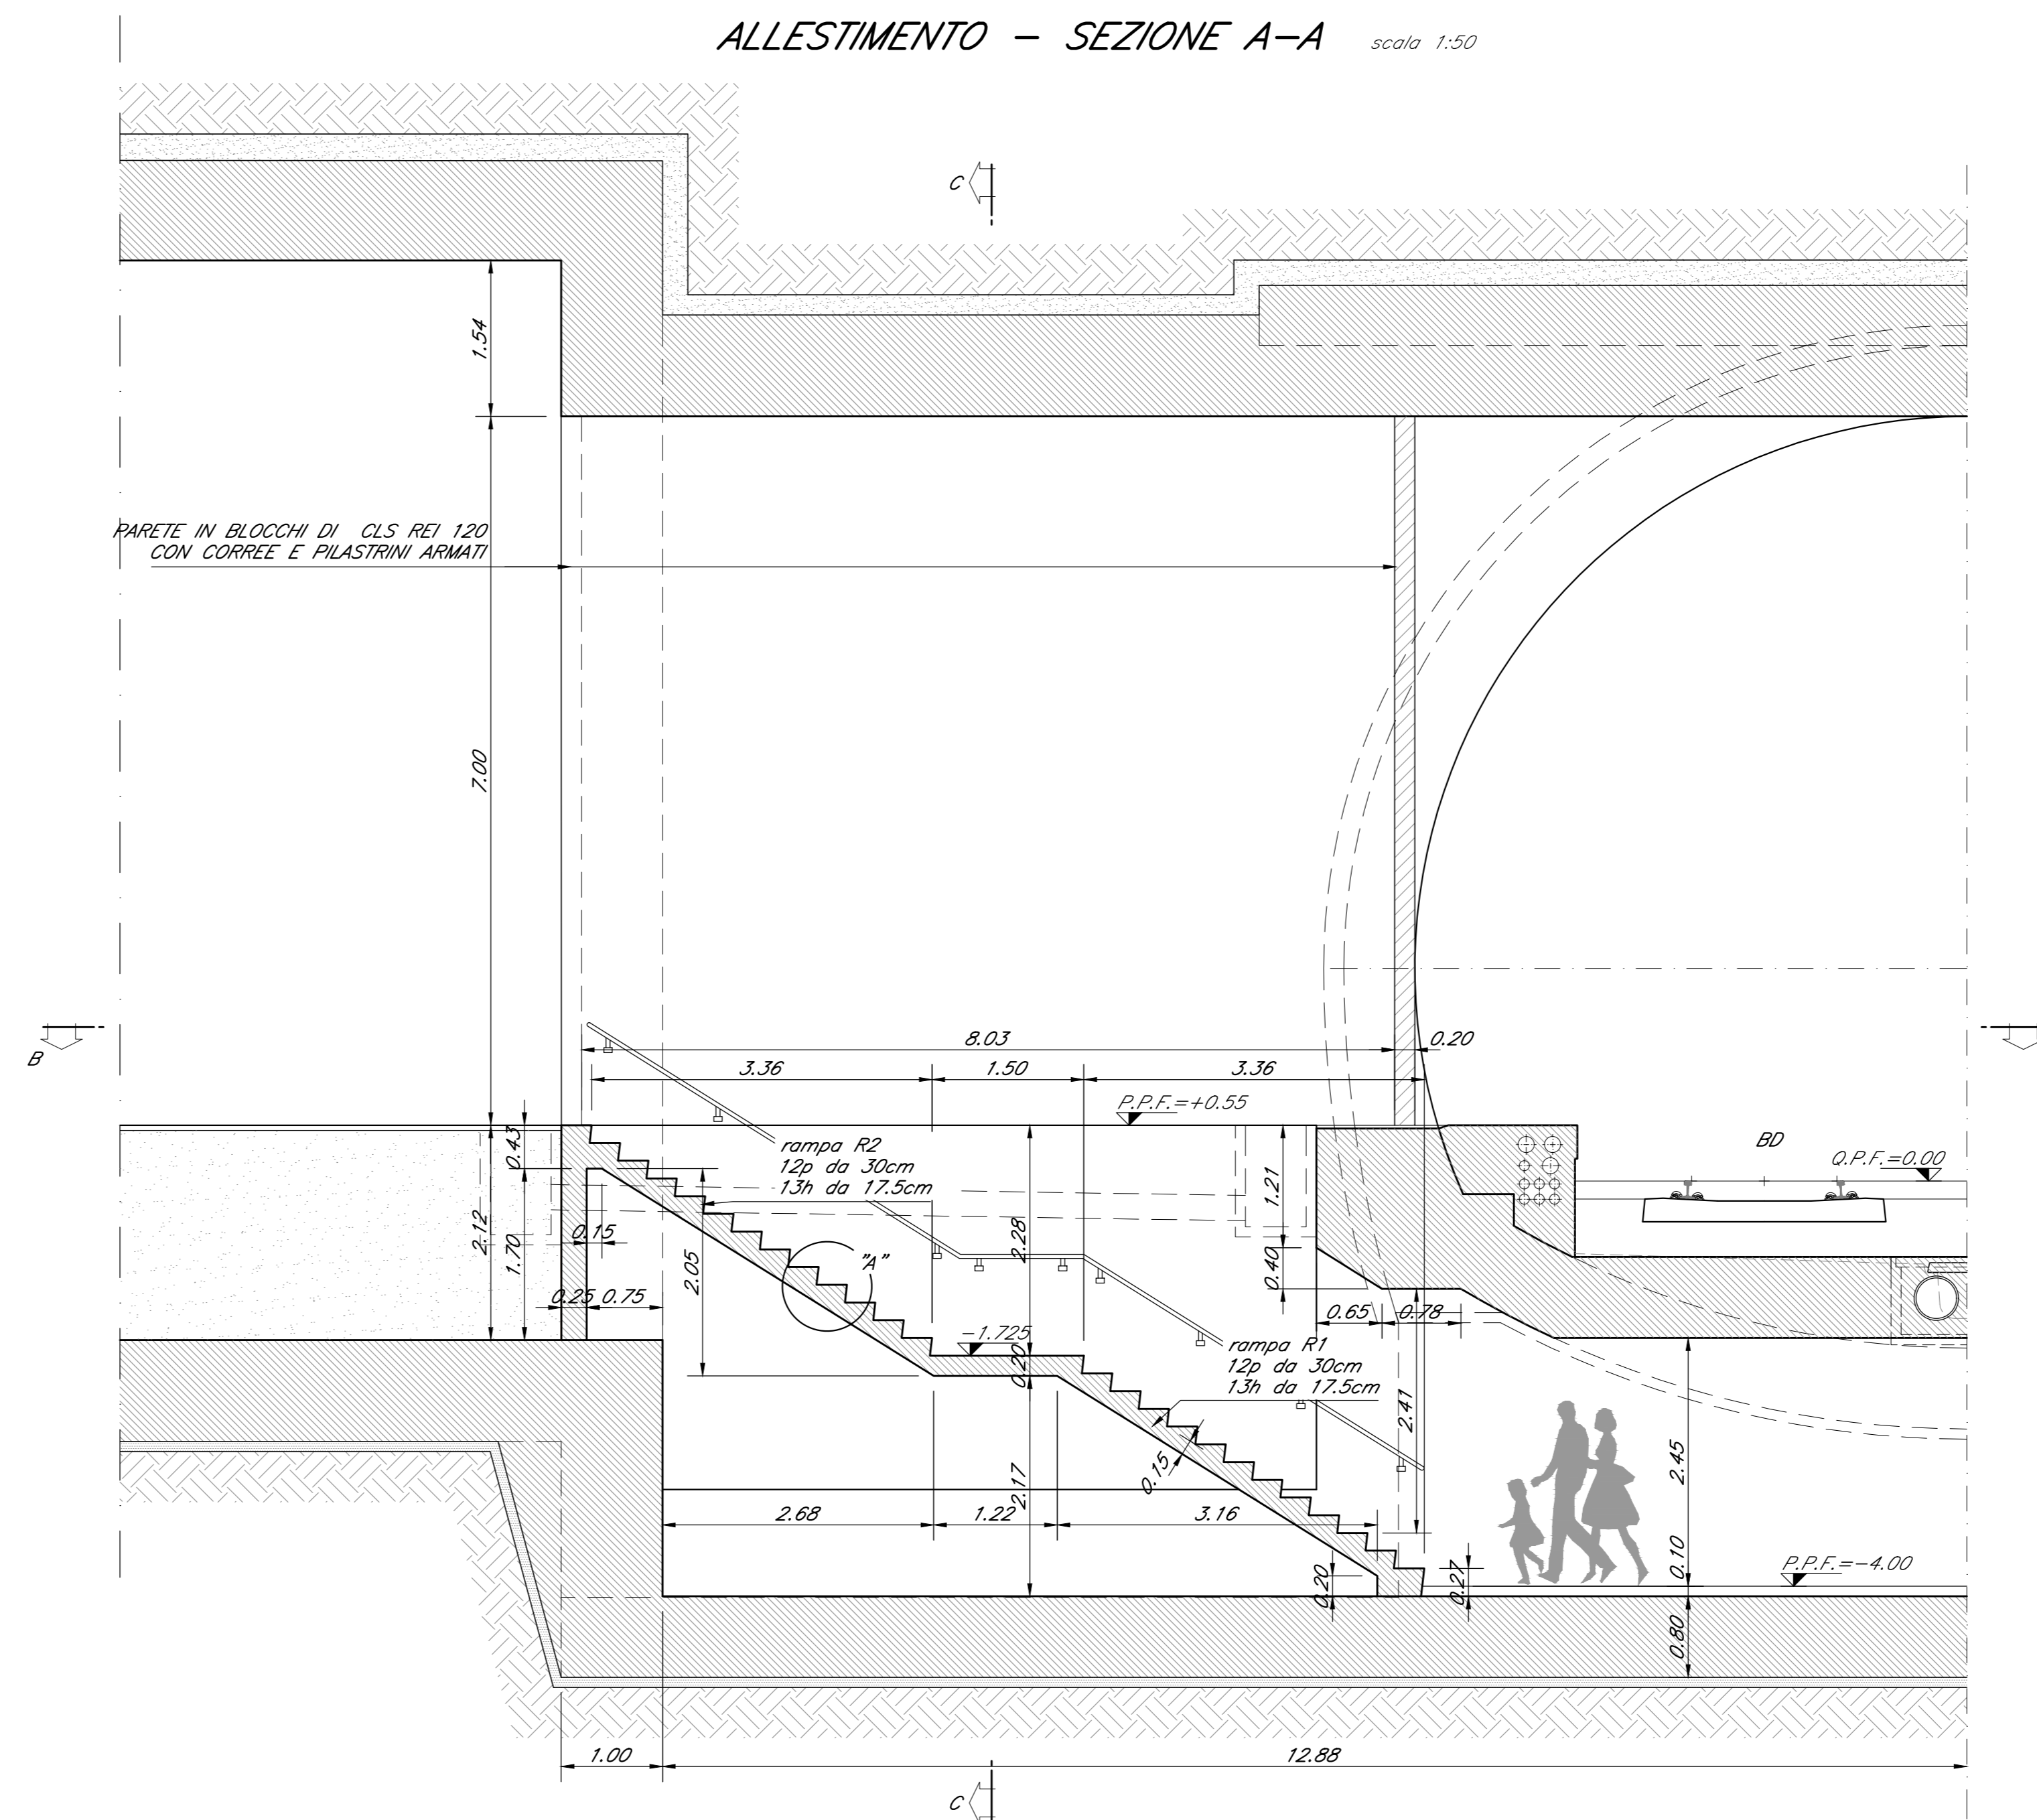 ALLESTIMENTO - SEZIONE A-A scala 1:50
C
1.54
PARETE IN BLOCCHI DI CLS REI 120
CON CORREE E PILASTRINI ARMATI
7.00
B
8.03
0.20
3.36
1.50
3.36
P.P.F.=+0.55
0.43
rampa R2
12p da 30cm
13h da 17.5cm
1.21
BD
Q.P.F.=0.00
2.12
1.70
0.15
2.05
"A"
2.28
0.40
0.25
0.75
0.65
0.78
-1.725
0.20
rampa R1
12p da 30cm
13h da 17.5cm
2.41
2.45
2.17
0.15
2.68
1.22
3.16
0.20
0.27
0.10
P.P.F.=-4.00
0.80
1.00
12.88
C